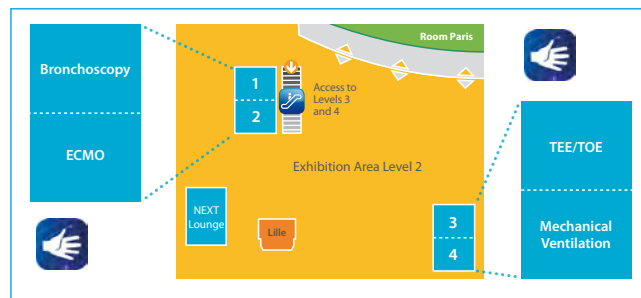 Bronchoscopy
ECMO
1
2
Access to
Levels 3
and 4
Room Paris
Exhibition Area Level 2
NEXT
Lounge
Lille
3
4
TEE/TOE
Mechanical
Ventilation